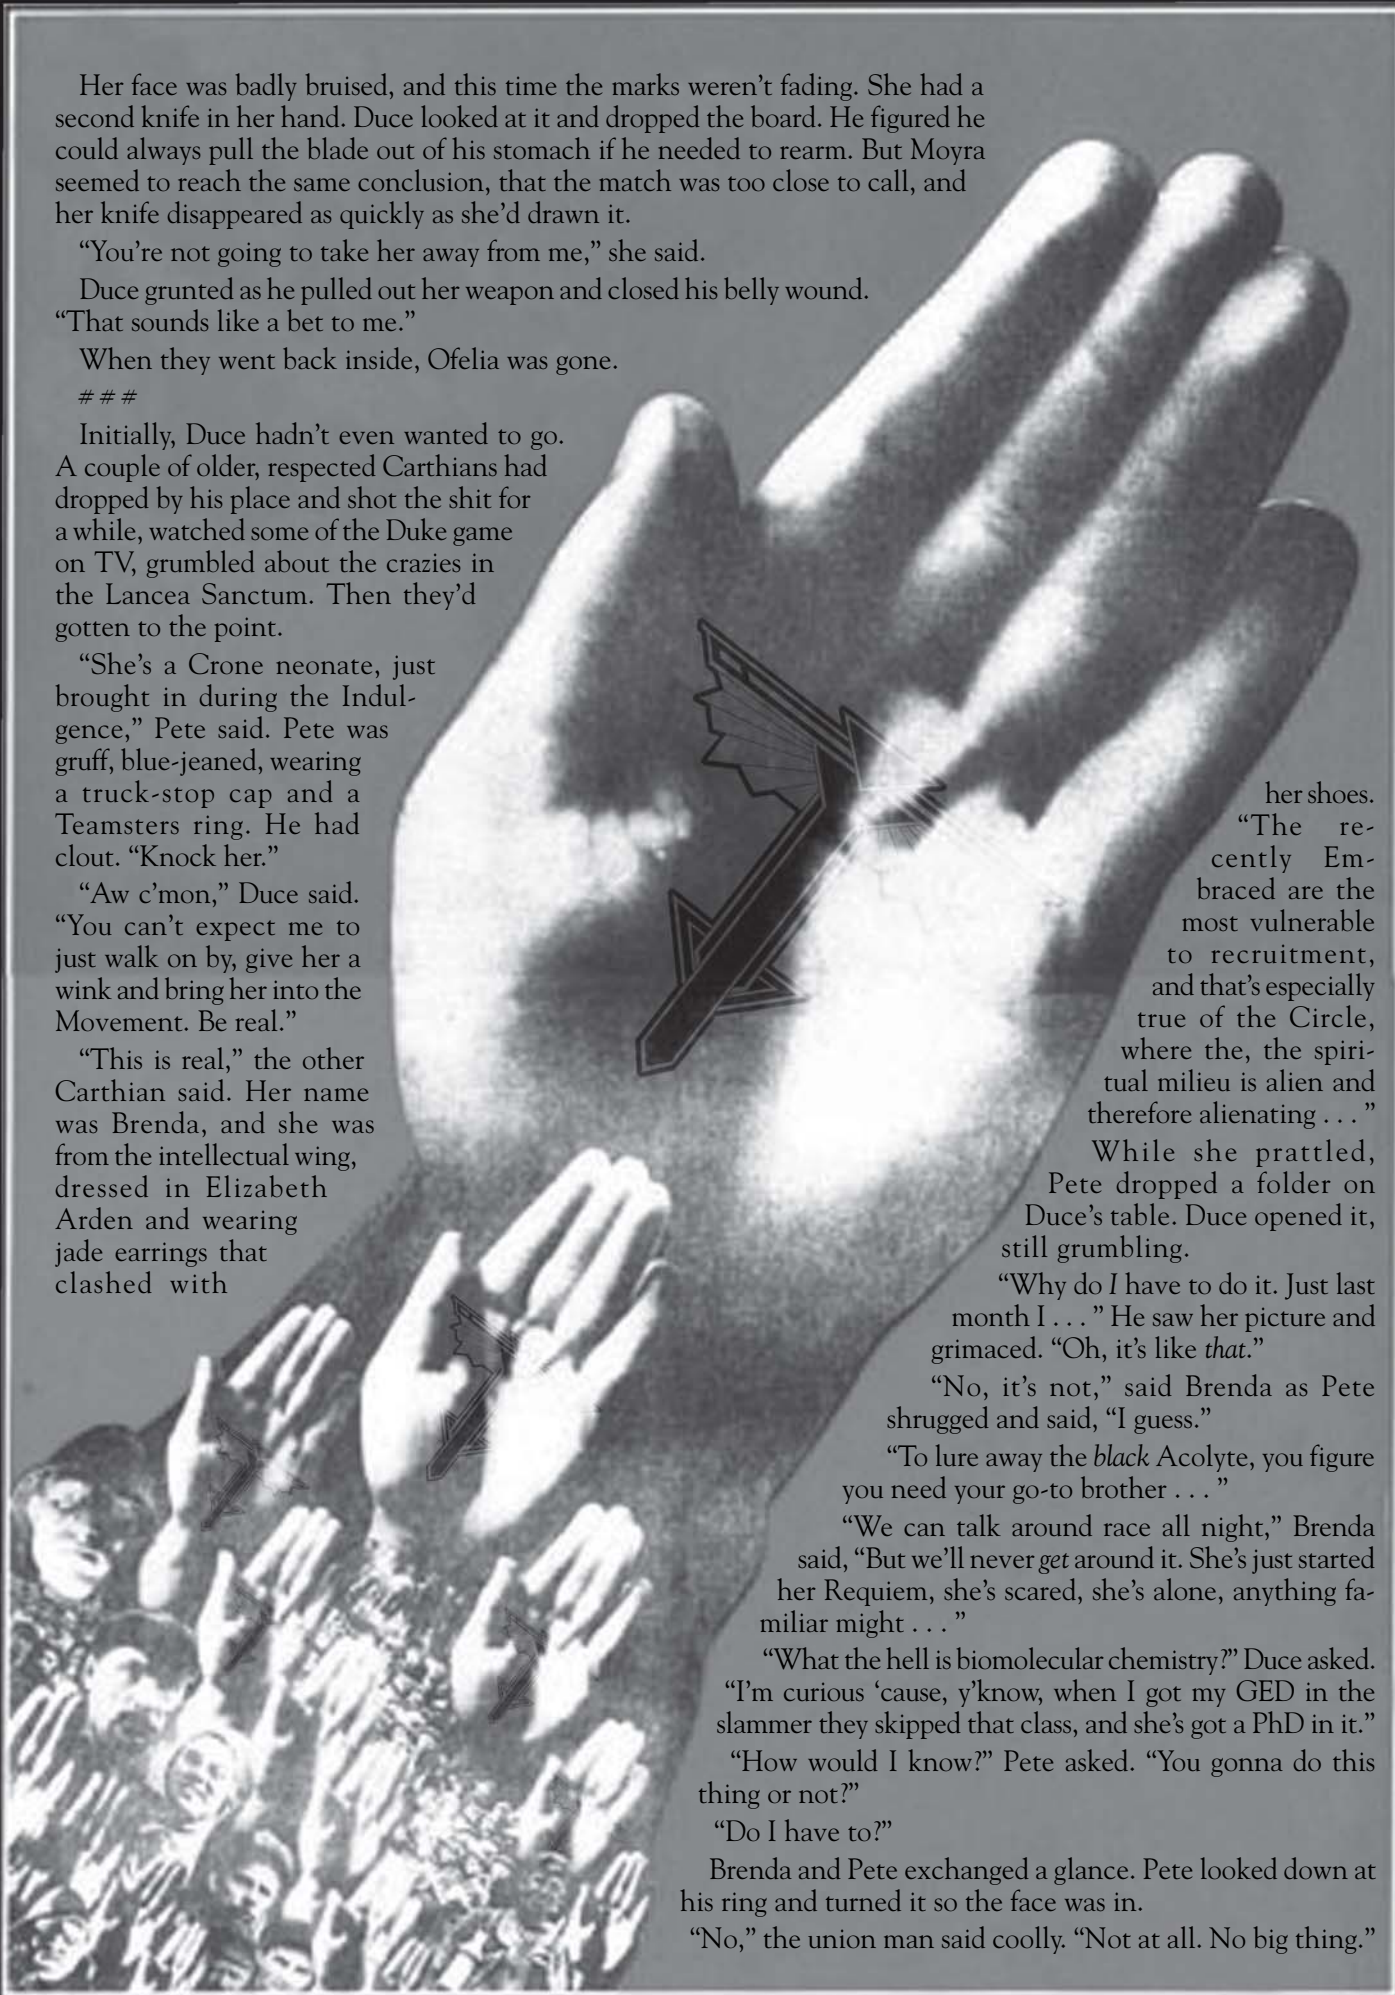 Her face was badly bruised, and this time the marks weren't fading. She had a
second knife in her hand. Duce looked at it and dropped the board. He figured he
could always pull the blade out of his stomach if he needed to rearm. But Moyra
seemed to reach the same conclusion, that the match was too close to call, and
her knife disappeared as quickly as she'd drawn it.
“You're not going to take her away from me,” she said.
Duce grunted as he pulled out her weapon and closed his belly wound.
“That sounds like a bet to me.”
When they went back inside, Ofelia was gone.
# # #
Initially, Duce hadn't even wanted to go.
A couple of older, respected Carthians had
dropped by his place and shot the shit for
a while, watched some of the Duke game
on TV, grumbled about the crazies in
the Lancea Sanctum. Then they'd
gotten to the point.
“She's a Crone neonate, just
brought in during the Indul-
gence,” Pete said. Pete was
gruff, blue-jeaned, wearing
a truck-stop cap and a
Teamsters ring. He had
clout. “Knock her.”
“Aw c'mon,” Duce said.
“You can't expect me to
just walk on by, give her a
wink and bring her into the
Movement. Be real.”
“This is real,” the other
Carthian said. Her name
was Brenda, and she was
from the intellectual wing,
dressed in Elizabeth
Arden and wearing
jade earrings that
clashed with
her shoes.
“The re-
cently Em-
braced are the
most vulnerable
to recruitment,
and that's especially
true of the Circle,
where the, the spiri-
tual milieu is alien and
therefore alienating . . . ”
While she prattled,
Pete dropped a folder on
Duce's table. Duce opened it,
still grumbling.
“Why do I have to do it. Just last
month I . . . ” He saw her picture and
grimaced. “Oh, it's like that.”
“No, it's not,” said Brenda as Pete
shrugged and said, “I guess.”
“To lure away the black Acolyte, you figure
you need your go-to brother . . . ”
“We can talk around race all night,” Brenda
said, “But we'll never get around it. She's just started
her Requiem, she's scared, she's alone, anything fa-
miliar might . . . ”
“What the hell is biomolecular chemistry?” Duce asked.
“I'm curious ‘cause, y'know, when I got my GED in the
slammer they skipped that class, and she's got a PhD in it.”
“How would I know?” Pete asked. “You gonna do this
thing or not?”
“Do I have to?”
Brenda and Pete exchanged a glance. Pete looked down at
his ring and turned it so the face was in.
“No,” the union man said coolly. “Not at all. No big thing.”